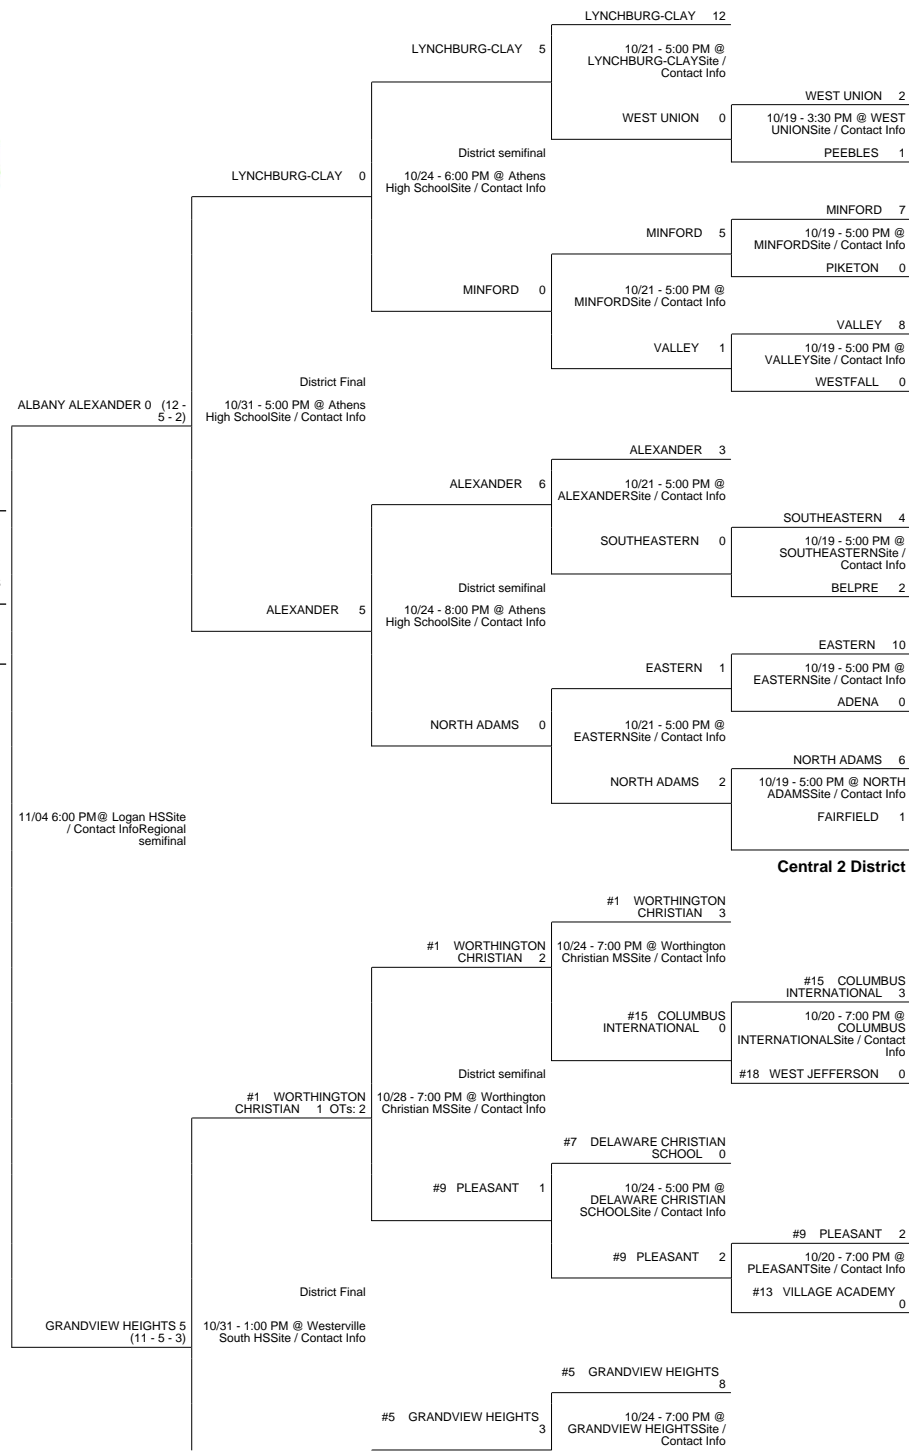 LYNCHBURG-CLAY 12
LYNCHBURG-CLAY 5
10/21 - 5:00 PM @
LYNCHBURG-CLAYSite /
Contact Info
WEST UNION 2
WEST UNION 0
10/19 - 3:30 PM @ WEST
UNIONSite / Contact Info
District semifinal
PEEBLES 1
LYNCHBURG-CLAY 0
10/24 - 6:00 PM @ Athens
High SchoolSite / Contact Info
MINFORD 7
MINFORD 5
10/19 - 5:00 PM @
MINFORDSite / Contact Info
PIKETON 0
MINFORD 0
10/21 - 5:00 PM @
MINFORDSite / Contact Info
VALLEY 8
VALLEY 1
10/19 - 5:00 PM @
VALLEYSite / Contact Info
District Final
WESTFALL 0
ALBANY ALEXANDER 0 (12 -
5 - 2)
10/31 - 5:00 PM @ Athens
High SchoolSite / Contact Info
ALEXANDER 3
ALEXANDER 6
10/21 - 5:00 PM @
ALEXANDERSite / Contact Info
SOUTHEASTERN 4
SOUTHEASTERN 0
10/19 - 5:00 PM @
SOUTHEASTERNSite /
Contact Info
District semifinal
BELPRE 2
ALEXANDER 5
10/24 - 8:00 PM @ Athens
High SchoolSite / Contact Info
EASTERN 10
EASTERN 1
10/19 - 5:00 PM @
EASTERNSite / Contact Info
ADENA 0
NORTH ADAMS 0
10/21 - 5:00 PM @
EASTERNSite / Contact Info
NORTH ADAMS 6
NORTH ADAMS 2
10/19 - 5:00 PM @ NORTH
ADAMSSite / Contact Info
FAIRFIELD 1
11/04 6:00 PM@ Logan HSSite
/ Contact InfoRegional
semifinal
Central 2 District
#1 WORTHINGTON
CHRISTIAN 3
#1 WORTHINGTON
CHRISTIAN 2
10/24 - 7:00 PM @ Worthington
Christian MSSite / Contact Info
#15 COLUMBUS
INTERNATIONAL 3
#15 COLUMBUS
INTERNATIONAL 0
10/20 - 7:00 PM @
COLUMBUS
INTERNATIONALSite / Contact
Info
District semifinal
#18 WEST JEFFERSON 0
#1 WORTHINGTON
CHRISTIAN 1 OTs: 2
10/28 - 7:00 PM @ Worthington
Christian MSSite / Contact Info
#7 DELAWARE CHRISTIAN
SCHOOL 0
#9 PLEASANT 1
10/24 - 5:00 PM @
DELAWARE CHRISTIAN
SCHOOLSite / Contact Info
#9 PLEASANT 2
#9 PLEASANT 2
10/20 - 7:00 PM @
PLEASANTSite / Contact Info
District Final
#13 VILLAGE ACADEMY
0
GRANDVIEW HEIGHTS 5
(11 - 5 - 3)
10/31 - 1:00 PM @ Westerville
South HSSite / Contact Info
#5 GRANDVIEW HEIGHTS
8
#5 GRANDVIEW HEIGHTS
3
10/24 - 7:00 PM @
GRANDVIEW HEIGHTSSite /
Contact Info